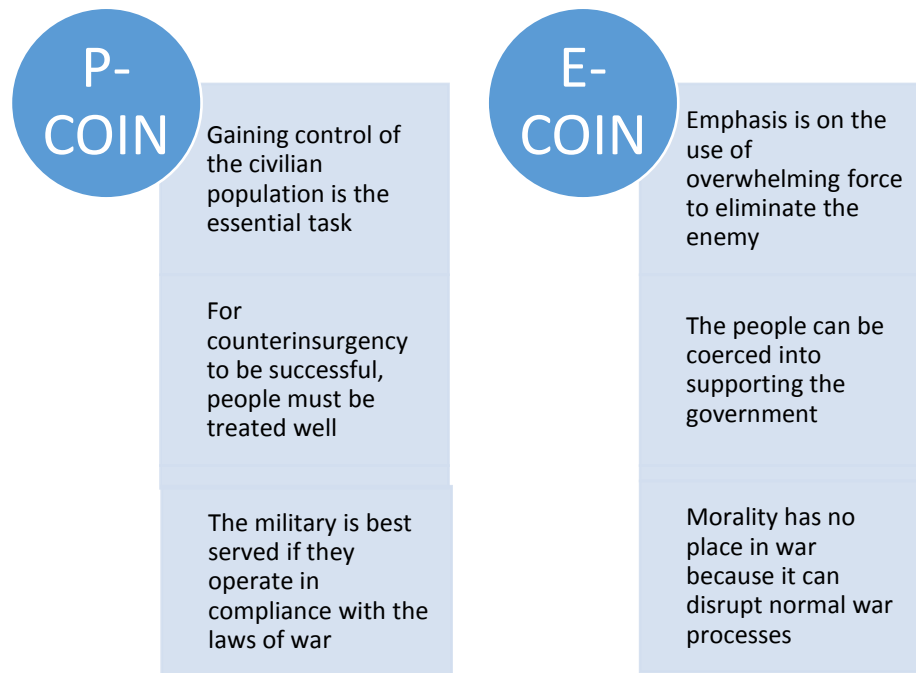 P-
COIN
Gaining control of
the civilian
population is the
essential task
For
counterinsurgency
to be successful,
people must be
treated well
The military is best
served if they
operate in
compliance with the
laws of war
E-
COIN
Emphasis is on the
use of
overwhelming force
to eliminate the
enemy
The people can be
coerced into
supporting the
government
Morality has no
place in war
because it can
disrupt normal war
processes